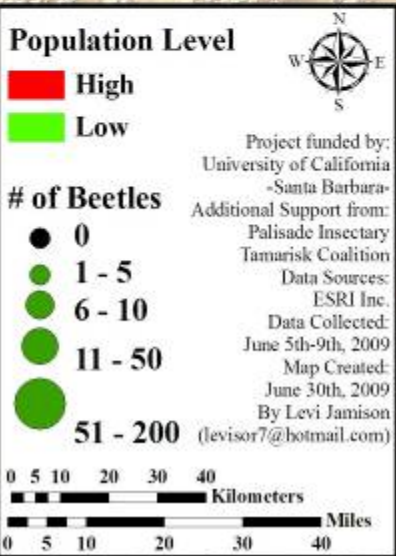 N
W E
S
Population Level
High
Low
Project funded by:
University of California
-Santa Barbara-
Additional Support from:
Palisade Insectary
Tamarisk Coalition
Data Sources:
ESRI Inc.
Data Collected:
June 5th-9th, 2009
Map Created:
June 30th, 2009
By Levi Jamison
(levisor7@hotmail.com)
# of Beetles
0
1 - 5
6 - 10
11 - 50
51 - 200
0 5 10 20 30 40
Kilometers
Miles
0 5 10 20 30 40